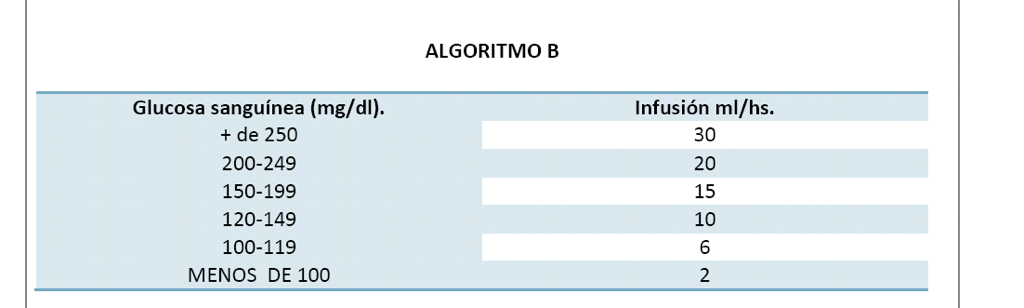 ALGORITMO B
Glucosa sanguínea (mg/dl). Infusión ml/hs.
+ de 250 30
200-249 20
150-199 15
120-149 10
100-119 6
MENOS DE 100 2